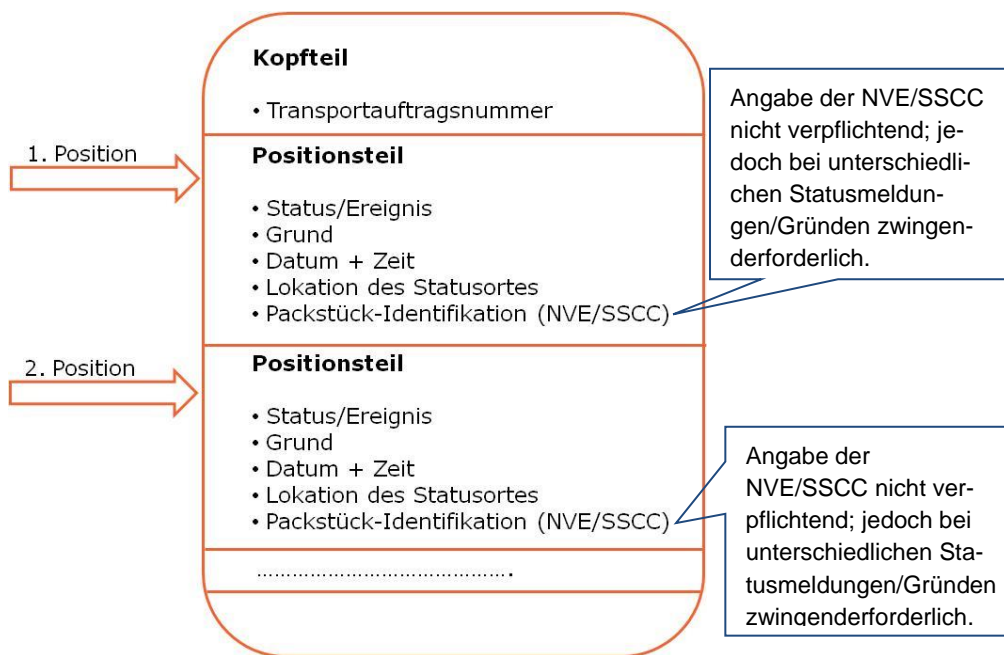 Kopfteil
• Transportauftragsnummer
Angabe der NVE/SSCC
nicht verpflichtend; je-
doch bei unterschiedli-
chen Statusmeldun-
gen/Gründen zwingen-
derforderlich.
1. Position
Positionsteil
• Status/Ereignis
• Grund
• Datum + Zeit
• Lokation des Statusortes
• Packstück-Identifikation (NVE/SSCC)
2. Position
Positionsteil
• Status/Ereignis
• Grund
• Datum + Zeit
• Lokation des Statusortes
• Packstück-Identifikation (NVE/SSCC)
Angabe der
NVE/SSCC nicht ver-
pflichtend; jedoch bei
unterschiedlichen Sta-
tusmeldungen/Gründen
zwingenderforderlich.
…………………………………….